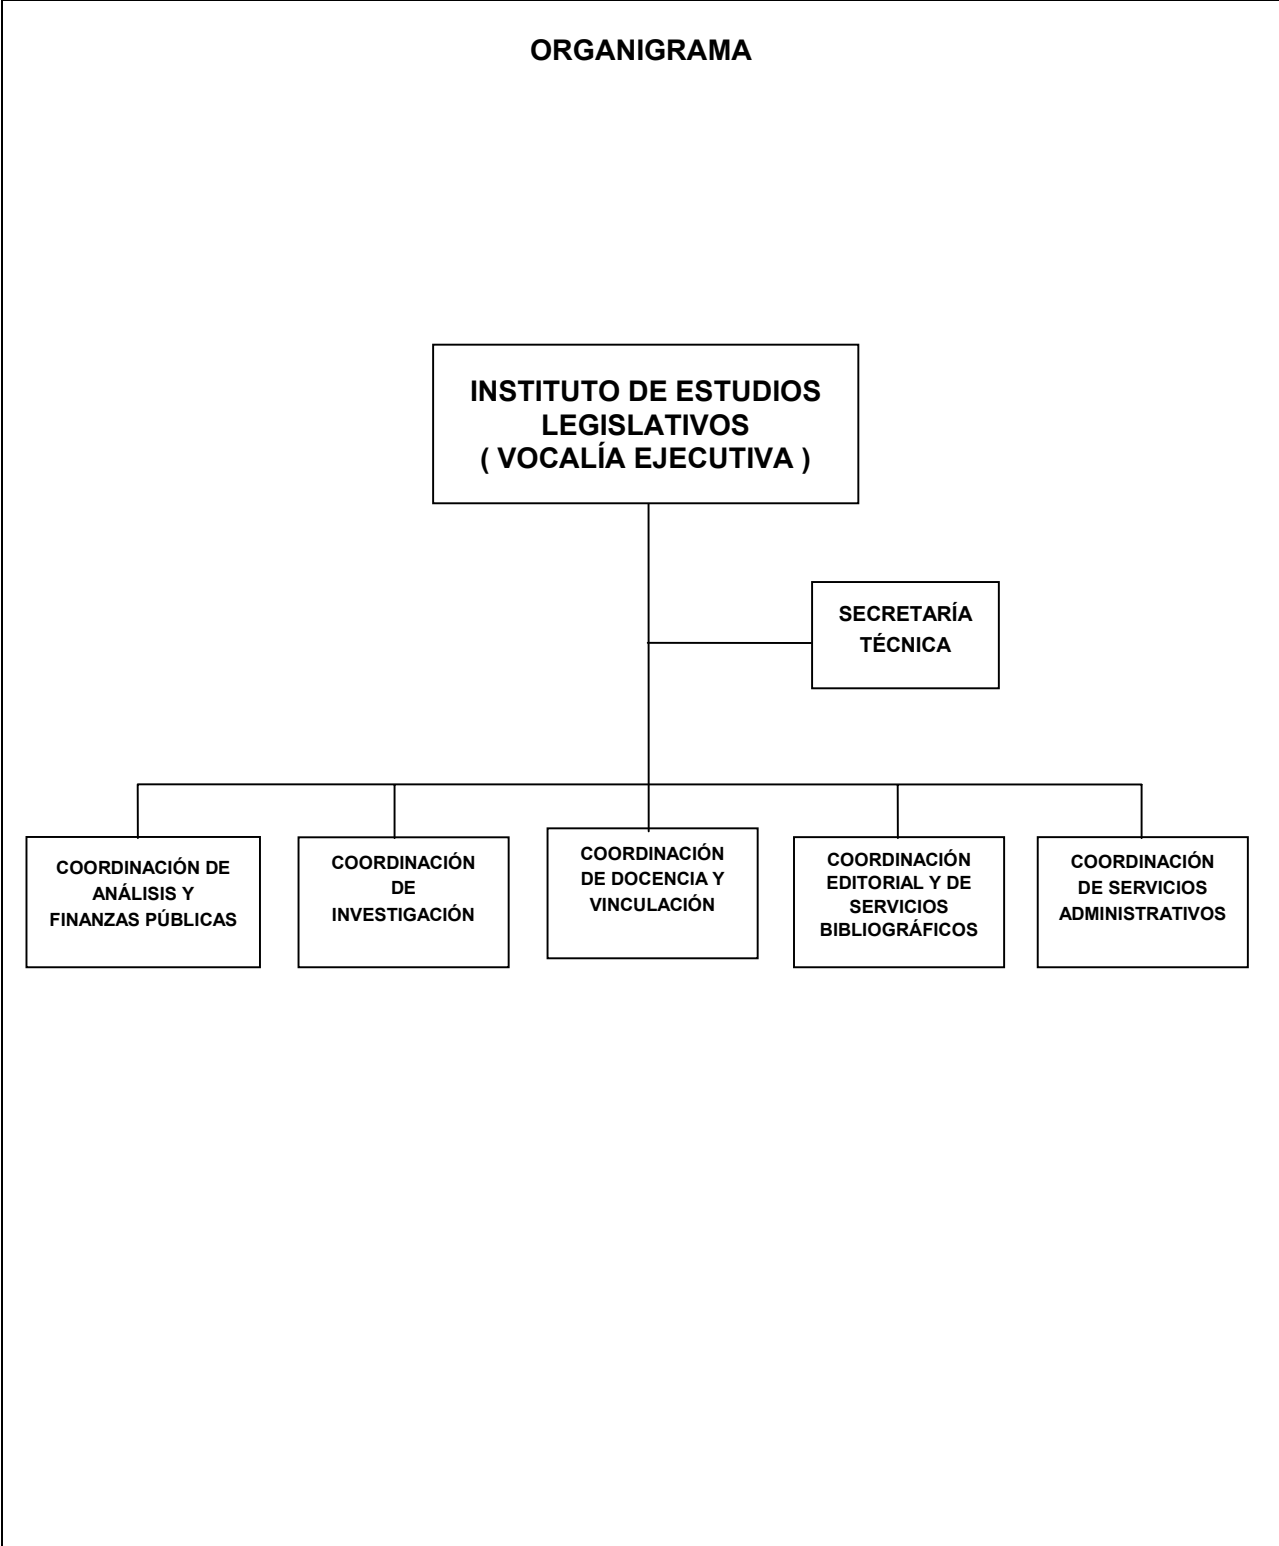 ORGANIGRAMA
INSTITUTO DE ESTUDIOS
LEGISLATIVOS
( VOCALÍA EJECUTIVA )
SECRETARÍA
TÉCNICA
COORDINACIÓN DE
ANÁLISIS Y
FINANZAS PÚBLICAS
COORDINACIÓN
DE
INVESTIGACIÓN
COORDINACIÓN
DE DOCENCIA Y
VINCULACIÓN
COORDINACIÓN
EDITORIAL Y DE
SERVICIOS
BIBLIOGRÁFICOS
COORDINACIÓN
DE SERVICIOS
ADMINISTRATIVOS